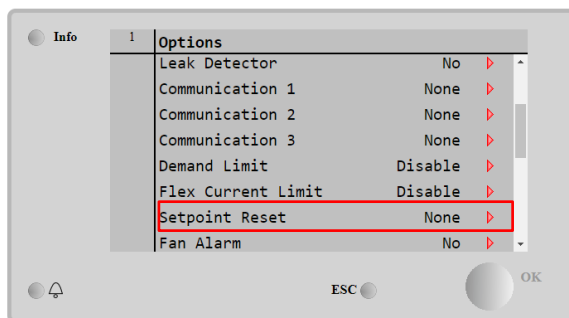 Info
1 Options
Leak Detector No
Communication 1 None
Communication 2 None
Communication 3 None
Demand Limit Disable
Flex Current Limit Disable
Setpoint Reset None
Fan Alarm No
ESC
OK